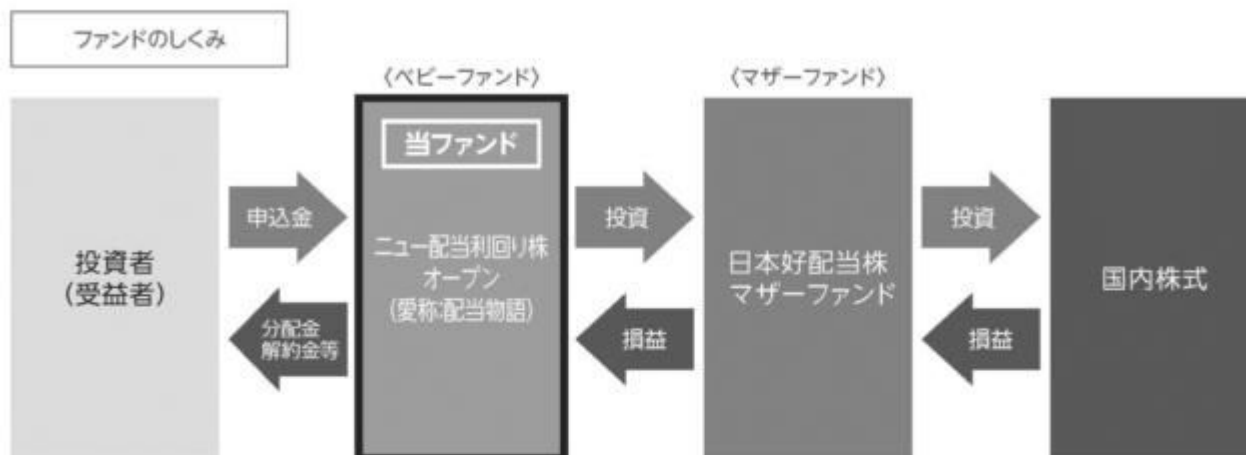 ファンドのしくみ
〈ベビーファンド〉
〈マザーファンド〉
投資者
(受益者)
申込金
分配金
解約金等
当ファンド
ニュー配当利回り株
オープン
(愛称:配当物語)
投資
損益
日本好配当株
マザーファンド
投資
損益
国内株式